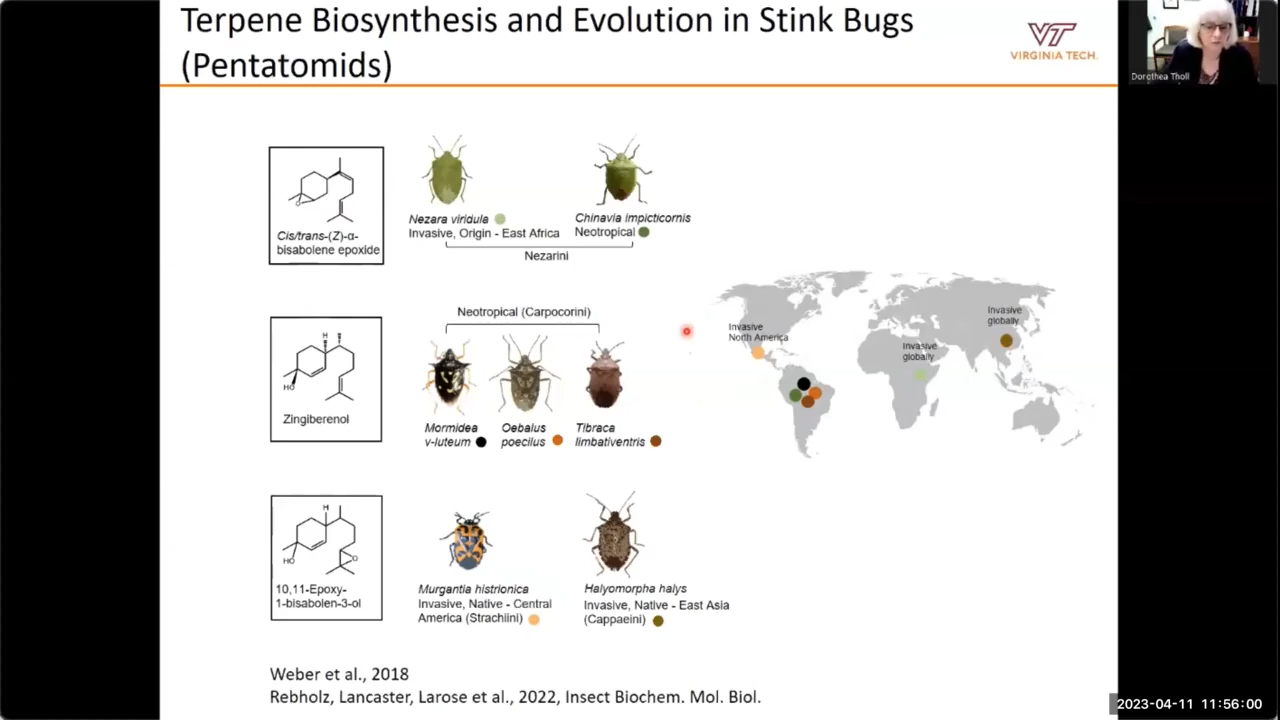 Terpene Biosynthesis and Evolution in Stink Bugs
(Pentatomids)
VT
VIRGINIA TECH.
Dorothea Tholl
O
Cis/trans-(Z)-α-
bisabolene epoxide
Nezara viridula
Invasive, Origin - East Africa
Chinavia impicticornis
Neotropical
Nezarini
H
HO
Zingiberenol
Neotropical (Carpocorini)
Mormidea
v-luteum
Oebalus
poecilus
Tibraca
limbativentris
Invasive
North America
Invasive
globally
Invasive
globally
H
HO
O
10,11-Epoxy-
1-bisabolen-3-ol
Murgantia histrionica
Invasive, Native - Central
America (Strachiini)
Halyomorpha halys
Invasive, Native - East Asia
(Cappaeini)
Weber et al., 2018
Rebholz, Lancaster, Larose et al., 2022, Insect Biochem. Mol. Biol.
2023-04-11 11:56:00